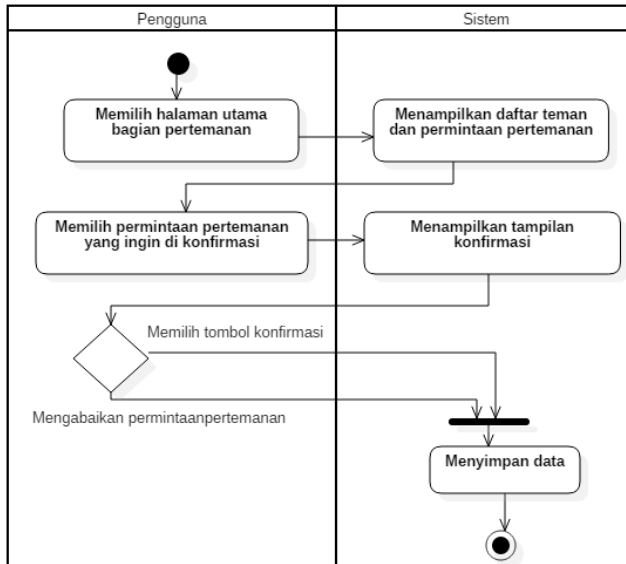 Pengguna
Sistem
Memilih halaman utama
bagian pertemanan
Menampilkan daftar teman
dan permintaan pertemanan
Memilih permintaan pertemanan
yang ingin di konfirmasi
Menampilkan tampilan
konfirmasi
Memilih tombol konfirmasi
Mengabaikan permintaanpertemanan
Menyimpan data